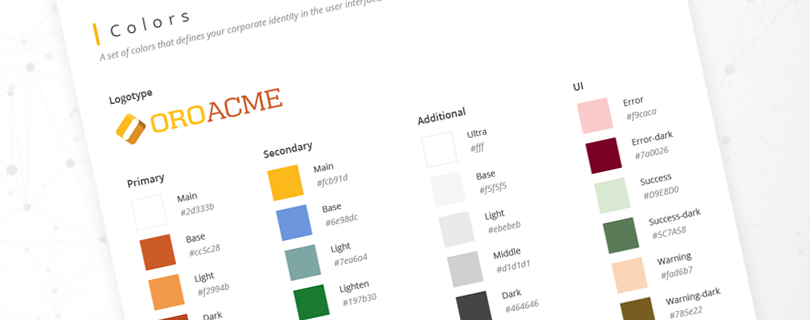 Colors
A set of colors that defines your corporate identity in the user interface,
Logotype
OROACME
Primary
Main
#2d333b
Base
#cc5c28
Light
#f2994b
Dark
Secondary
Main
#fcb91d
Base
#6e98dc
Light
#7ea6a4
Lighten
#197b30
Additional
Ultra
#fff
Base
#f5f5f5
Light
#ebebeb
Middle
#d1d1d1
Dark
#464646
UI
Error
#f9caca
Error-dark
#7a0026
Success
#D9E8D0
Success-dark
#5C7A58
Warning
#fad6b7
Warning-dark
#785e22